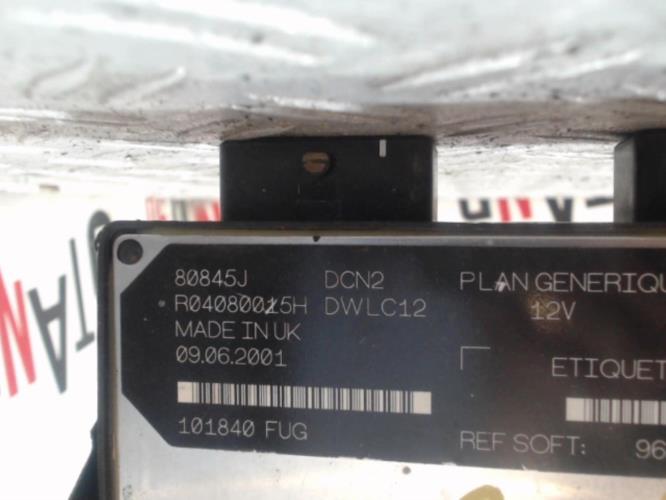 80845J DCN2 PLAN GENERIQU
R04080015H DWLC12 12V
MADE IN UK
09.06.2001
ETIQUET
101840 FUG
REF SOFT: 96